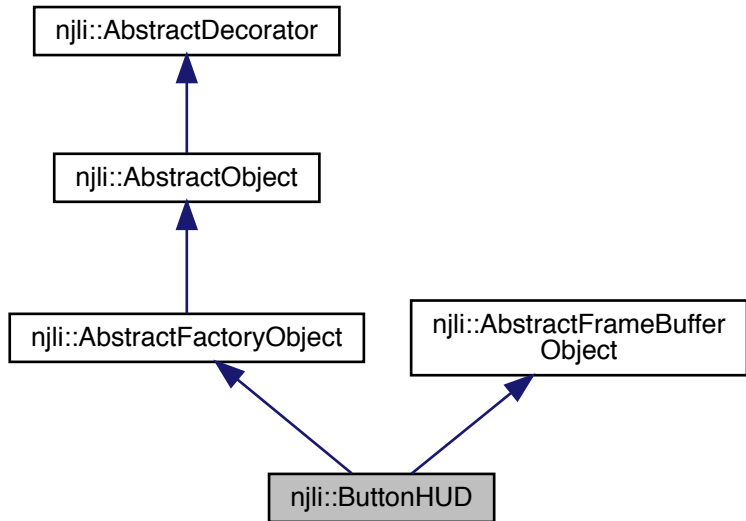 njli::AbstractDecorator
njli::AbstractObject
njli::AbstractFactoryObject
njli::AbstractFrameBuffer
Object
njli::ButtonHUD